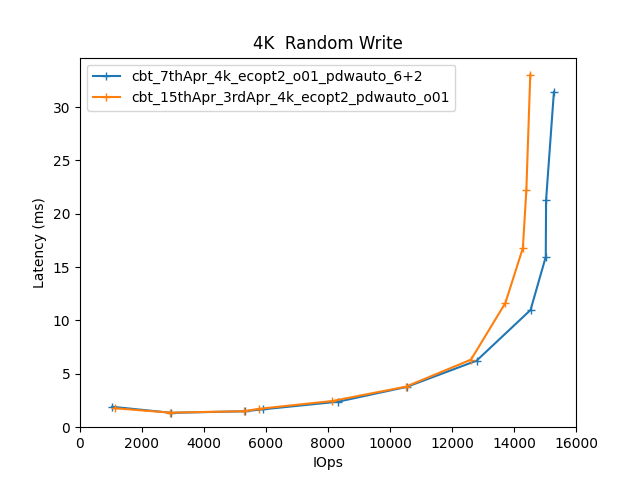 4K  Random Write
cbt_7thApr_4k_ecopt2_o01_pdwauto_6+2
cbt_15thApr_3rdApr_4k_ecopt2_pdwauto_o01
Latency (ms)
30
25
20
15
10
5
0
0 2000 4000 6000 8000 10000 12000 14000 16000
IOps